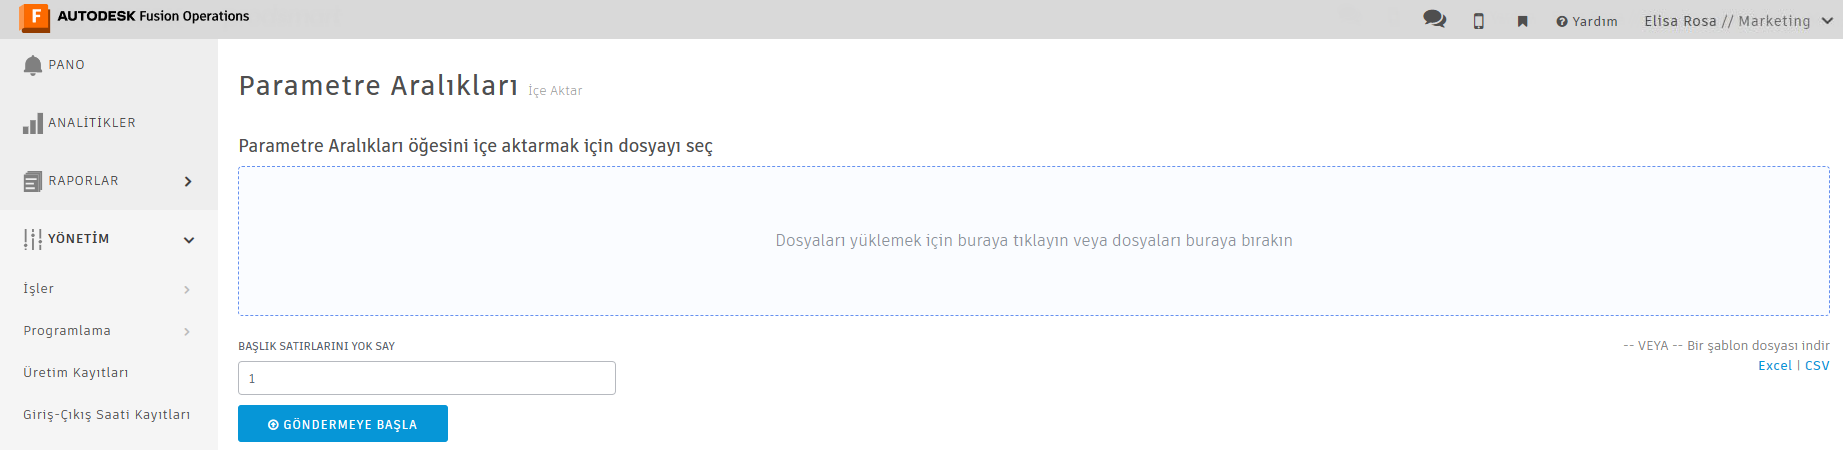 F AUTODESK Fusion Operations
Yardım
Elisa Rosa // Marketing
PANO
ANALİTİKLER
RAPORLAR
YÖNETİM
İşler
Programlama
Üretim Kayıtları
Giriş-Çıkış Saati Kayıtları
Parametre Aralıkları İçe Aktar
Parametre Aralıkları öğesini içe aktarmak için dosyayı seç
Dosyaları yüklemek için buraya tıklayın veya dosyaları buraya bırakın
BAŞLIK SATIRLARINI YOK SAY
1
GÖNDERMEYE BAŞLA
-- VEYA -- Bir şablon dosyası indir
Excel | CSV